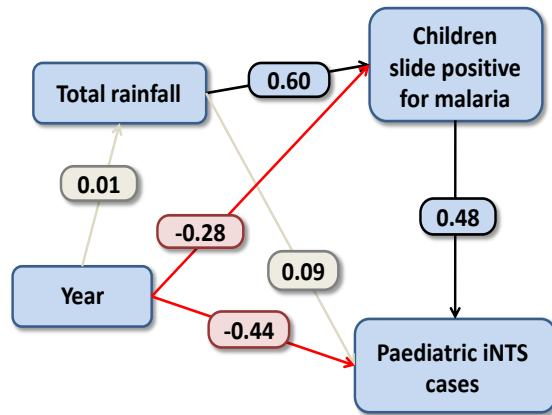 Children
slide positive
for malaria
Total rainfall
0.60
0.01
-0.28
0.48
0.09
Year
-0.44
Paediatric iNTS
cases